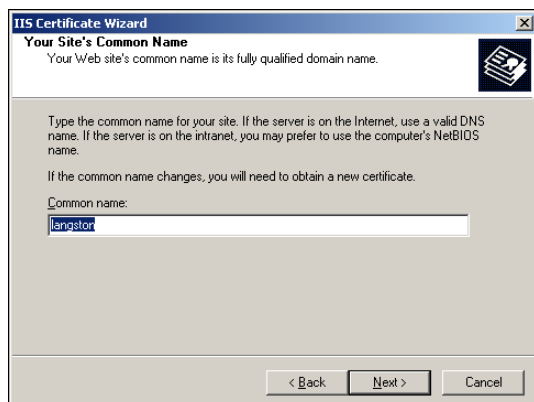 IIS Certificate Wizard
Your Site's Common Name
Your Web site's common name is its fully qualified domain name.
Type the common name for your site. If the server is on the Internet, use a valid DNS
name. If the server is on the intranet, you may prefer to use the computer's NetBIOS
name.
If the common name changes, you will need to obtain a new certificate.
Common name:
langston
< Back Next > Cancel